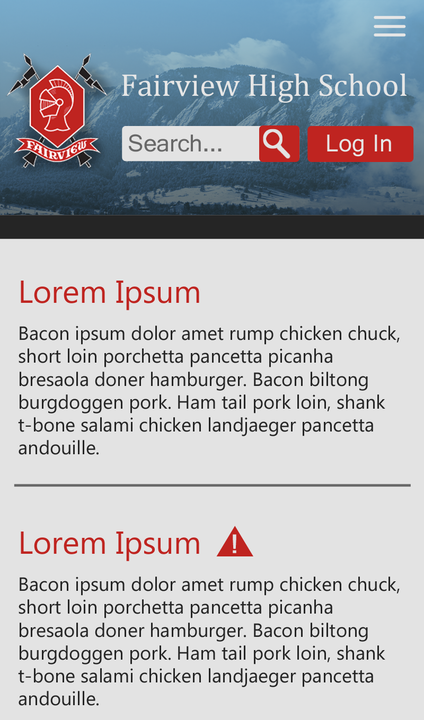 Fairview High School
Search...
Log In
FAIRVIEW
Lorem Ipsum
Bacon ipsum dolor amet rump chicken chuck,
short loin porchetta pancetta picanha
bresaola doner hamburger. Bacon biltong
burgdoggen pork. Ham tail pork loin, shank
t-bone salami chicken landjaeger pancetta
andouille.
Lorem Ipsum
Bacon ipsum dolor amet rump chicken chuck,
short loin porchetta pancetta picanha
bresaola doner hamburger. Bacon biltong
burgdoggen pork. Ham tail pork loin, shank
t-bone salami chicken landjaeger pancetta
andouille.